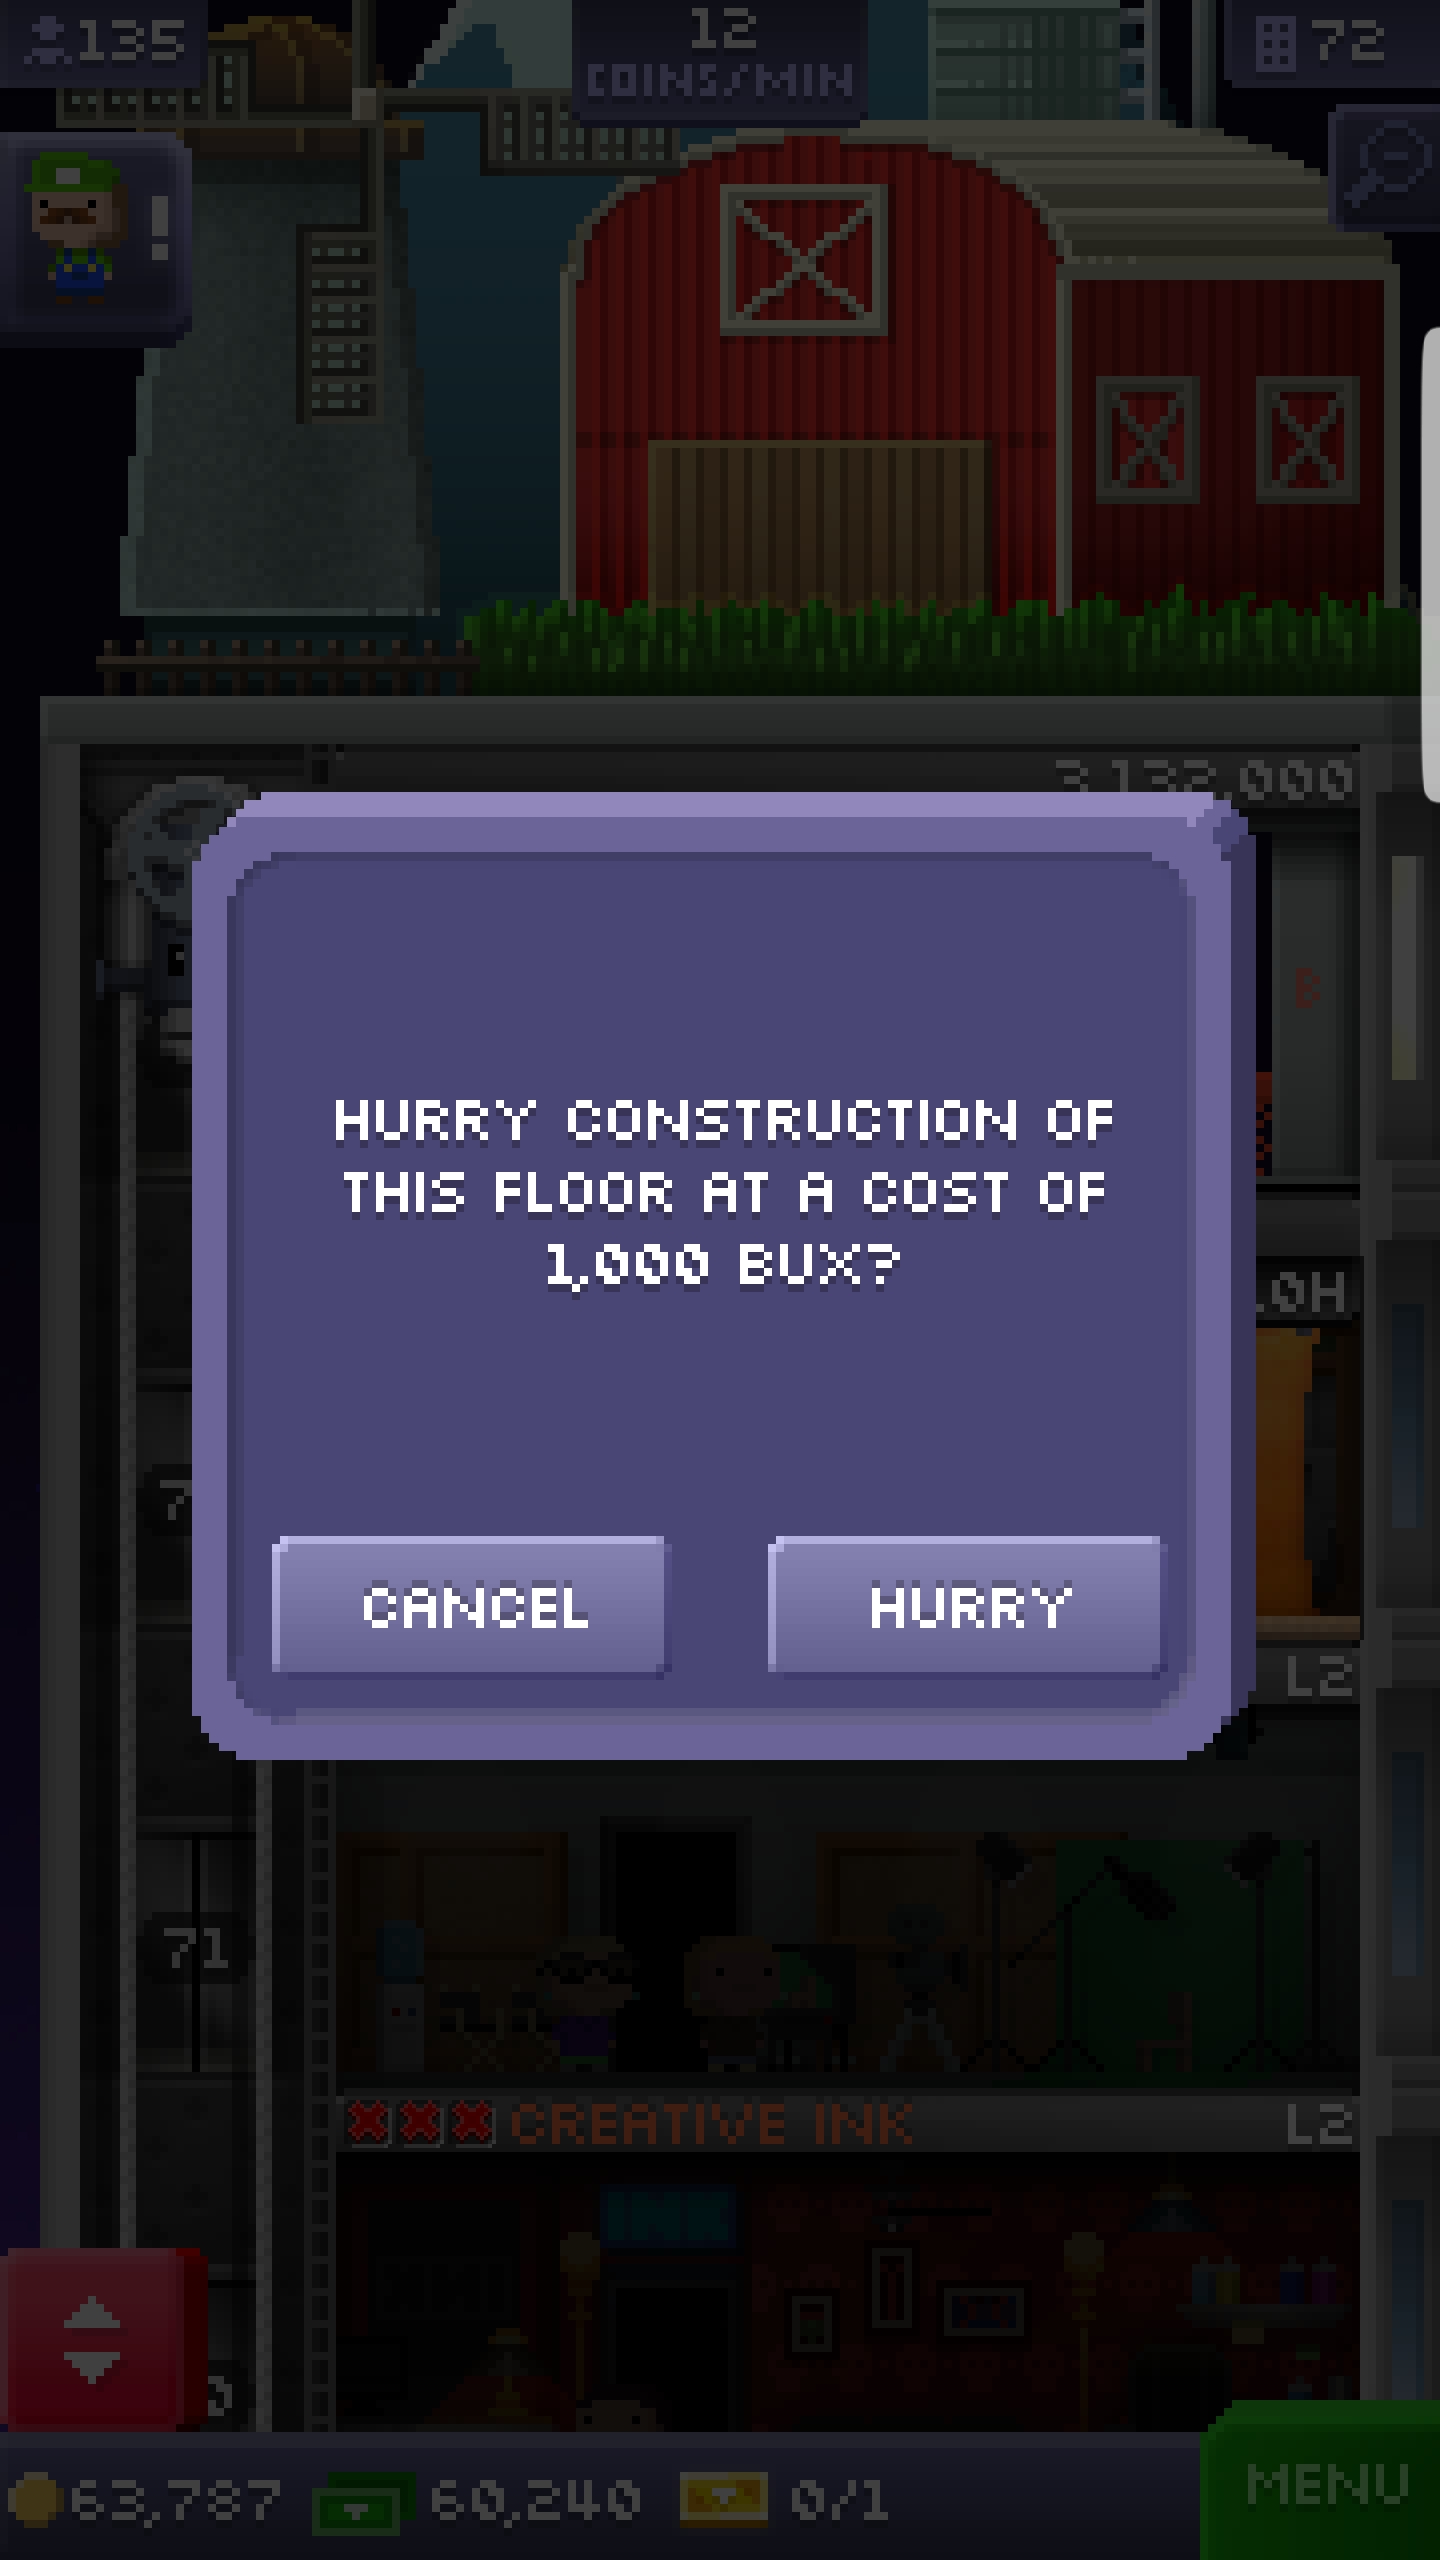 135
12
COINS/MIN
72
!
3,132,000
B
HURRY CONSTRUCTION OF
THIS FLOOR AT A COST OF
1,000 BUX?
CANCEL
HURRY
L2
71
CREATIVE INK
L2
INK
63,787
60,240
0/1
MENU